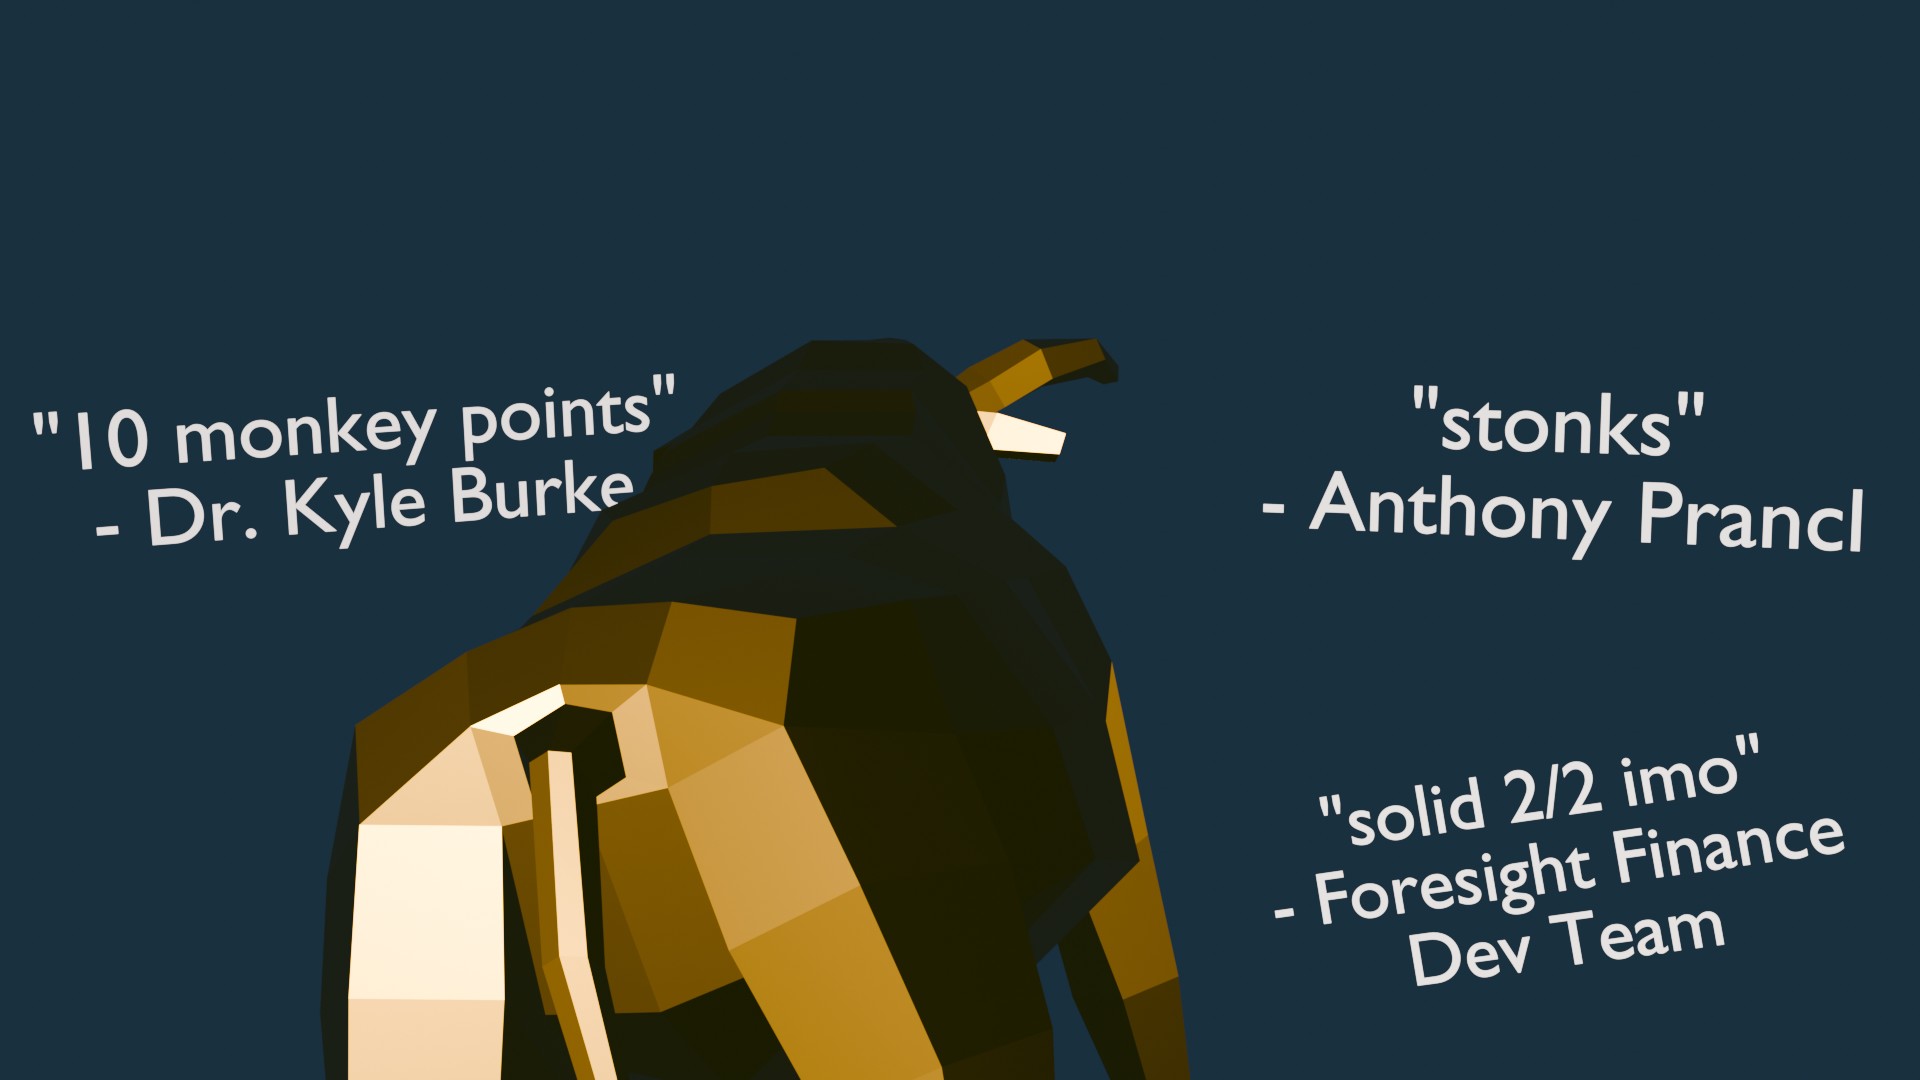 "10 monkey points"
- Dr. Kyle Burke
"stonks"
- Anthony Prancl
"solid 2/2 imo"
- Foresight Finance
Dev Team